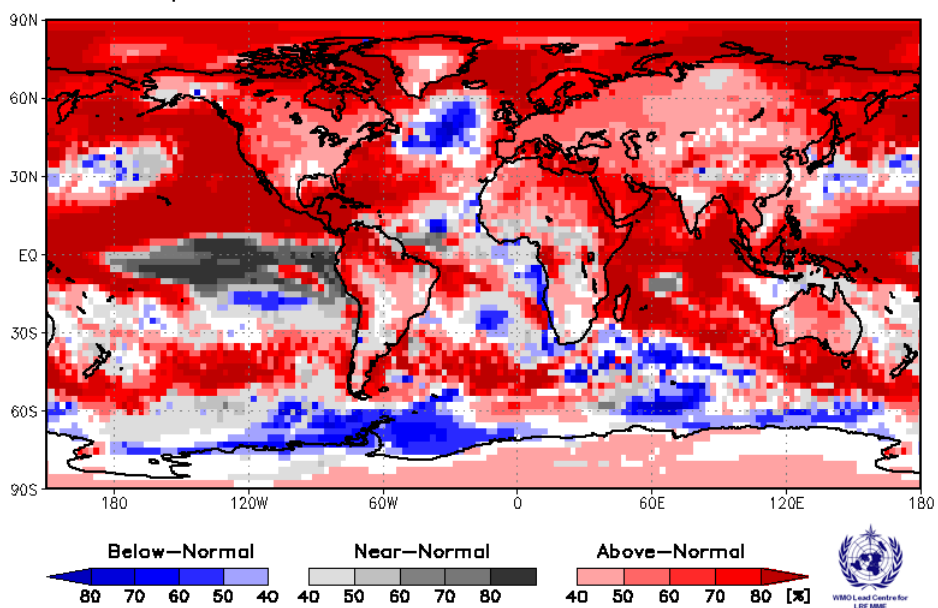 90N
60N
30N
EQ
30S
60S
90S
180 120W 60W 0 60E 120E 180
Below-Normal Near-Normal Above-Normal
80 70 60 50 40 40 50 60 70 80 40 50 60 70 80 [%]
WMO Lead Centre for
LRFMME